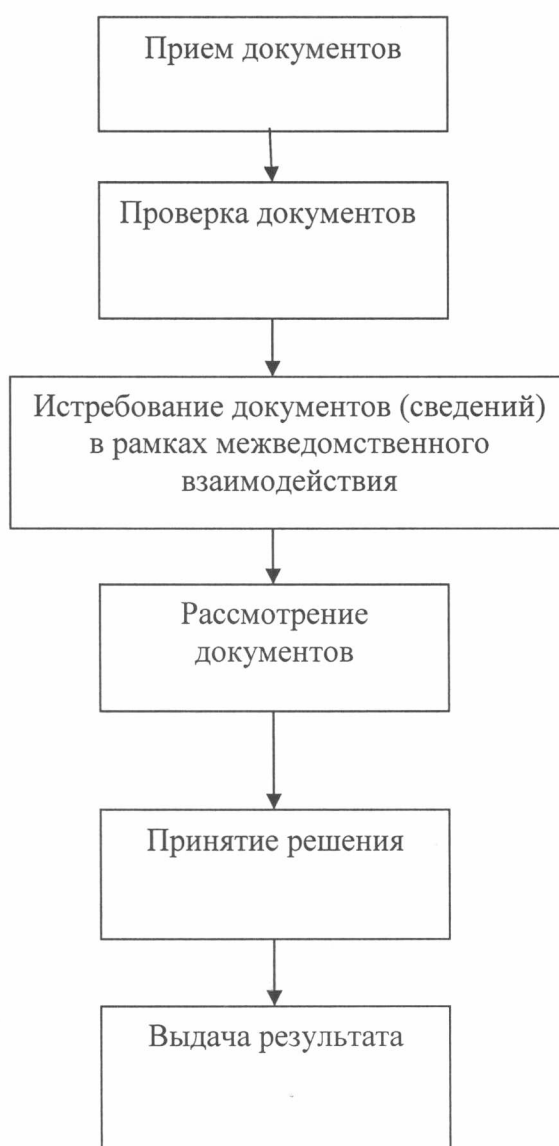 Прием документов
Проверка документов
Истребование документов (сведений)
в рамках межведомственного
взаимодействия
Рассмотрение
документов
Принятие решения
Выдача результата